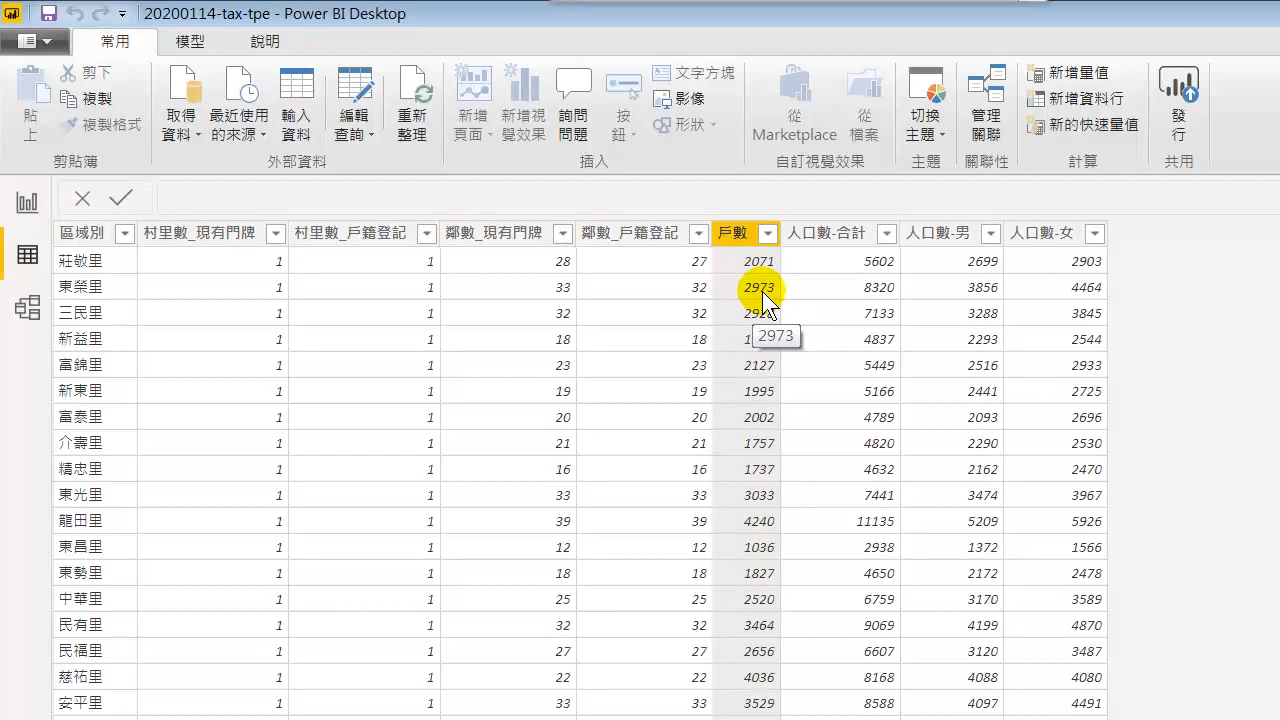 20200114-tax-tpe - Power BI Desktop
常用 模型 說明
貼上 剪下 複製 複製格式 取得資料 最近使用的來源 輸入資料 編輯查詢 重新整理 新增頁面 新增視覺效果 詢問問題 按鈕 文字方塊 影像 形狀 從 Marketplace 從檔案 切換主題 管理關聯 新增量值 新增資料行 新的快速量值 發行
剪貼簿 外部資料 插入 自訂視覺效果 主題 關聯性 計算 共用
區域別 村里數_現有門牌 村里數_戶籍登記 鄰數_現有門牌 鄰數_戶籍登記 戶數 人口數-合計 人口數-男 人口數-女
莊敬里 1 1 28 27 2071 5602 2699 2903
東榮里 1 1 33 32 2973 8320 3856 4464
三民里 1 1 32 32 7133 3288 3845
2973
新益里 1 1 18 18 4837 2293 2544
富錦里 1 1 23 23 2127 5449 2516 2933
新東里 1 1 19 19 1995 5166 2441 2725
富泰里 1 1 20 20 2002 4789 2093 2696
介壽里 1 1 21 21 1757 4820 2290 2530
精忠里 1 1 16 16 1737 4632 2162 2470
東光里 1 1 33 33 3033 7441 3474 3967
龍田里 1 1 39 39 4240 11135 5209 5926
東昌里 1 1 12 12 1036 2938 1372 1566
東勢里 1 1 18 18 1827 4650 2172 2478
中華里 1 1 25 25 2520 6759 3170 3589
民有里 1 1 32 32 3464 9069 4199 4870
民福里 1 1 27 27 2656 6607 3120 3487
慈祐里 1 1 22 22 4036 8168 4088 4080
安平里 1 1 33 33 3529 8588 4097 4491